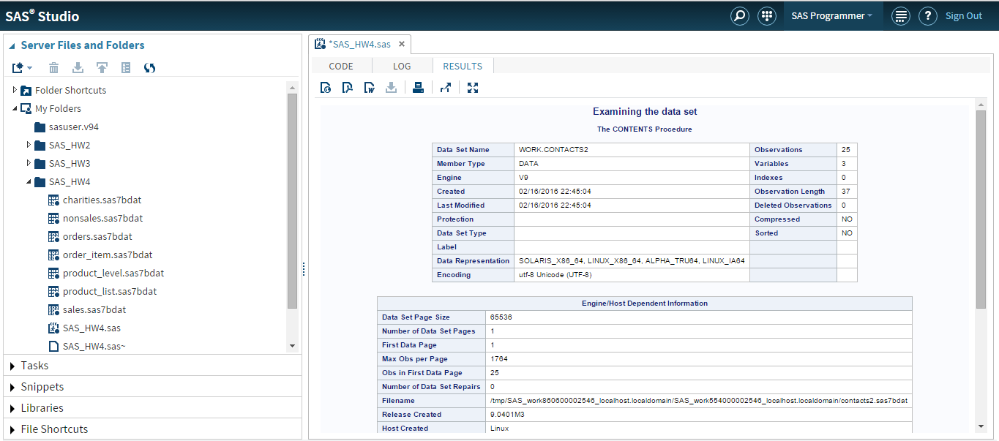 SAS® Studio
SAS Programmer
? Sign Out
Server Files and Folders
Folder Shortcuts
My Folders
sasuser.v94
SAS_HW2
SAS_HW3
SAS_HW4
charities.sas7bdat
nonsales.sas7bdat
orders.sas7bdat
order_item.sas7bdat
product_level.sas7bdat
product_list.sas7bdat
sales.sas7bdat
SAS_HW4.sas
SAS_HW4.sas~
Tasks
Snippets
Libraries
File Shortcuts
*SAS_HW4.sas ×
CODE LOG RESULTS
Examining the data set
The CONTENTS Procedure
Data Set Name WORK.CONTACTS2 Observations 25
Member Type DATA Variables 3
Engine V9 Indexes 0
Created 02/16/2016 22:45:04 Observation Length 37
Last Modified 02/16/2016 22:45:04 Deleted Observations 0
Protection Compressed NO
Data Set Type Sorted NO
Label
Data Representation SOLARIS_X86_64, LINUX_X86_64, ALPHA_TRU64, LINUX_IA64
Encoding utf-8 Unicode (UTF-8)
Engine/Host Dependent Information
Data Set Page Size 65536
Number of Data Set Pages 1
First Data Page 1
Max Obs per Page 1764
Obs in First Data Page 25
Number of Data Set Repairs 0
Filename /tmp/SAS_work860600002546_localhost.localdomain/SAS_work554000002546_localhost.localdomain/contacts2.sas7bdat
Release Created 9.0401M3
Host Created Linux